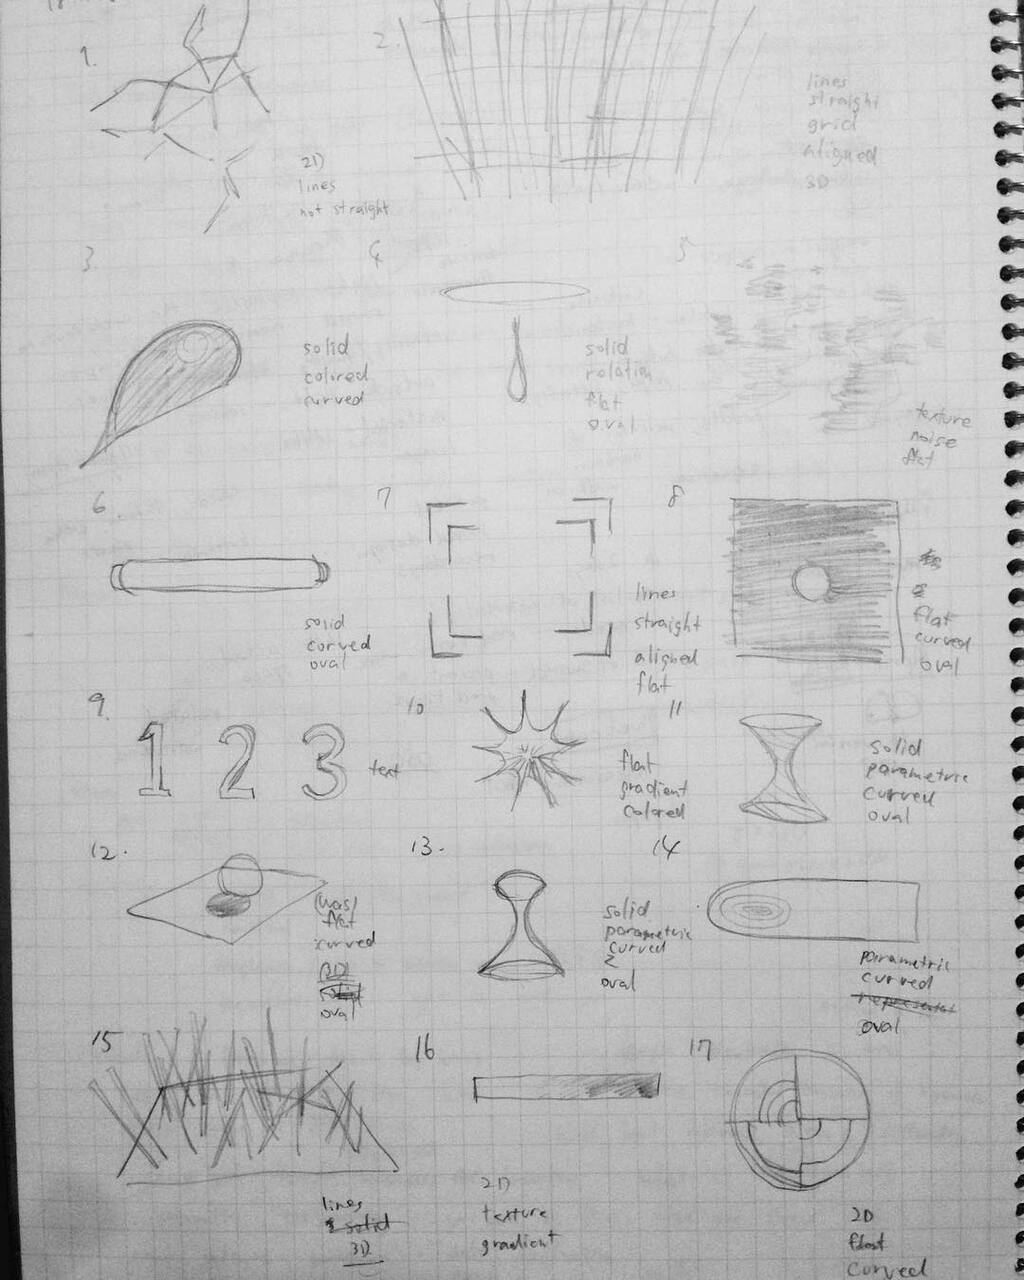 1.
2D
lines
not straight
2.
lines
straight
grid
aligned
3D
3
solid
colored
curved
4
solid
rotation
flat
oval
5
texture
noise
flat
6.
solid
curved
oval
7
lines
straight
aligned
flat
8
flat
curved
oval
9.
1 2 3
text
10
flat
gradient
colored
11
solid
parametric
curved
oval
12.
flat
curved
3D
oval
13.
solid
parametric
curved
2
oval
14
parametric
curved
oval
15
lines
solid
3D
16
2D
texture
gradient
17
2D
flat
curved